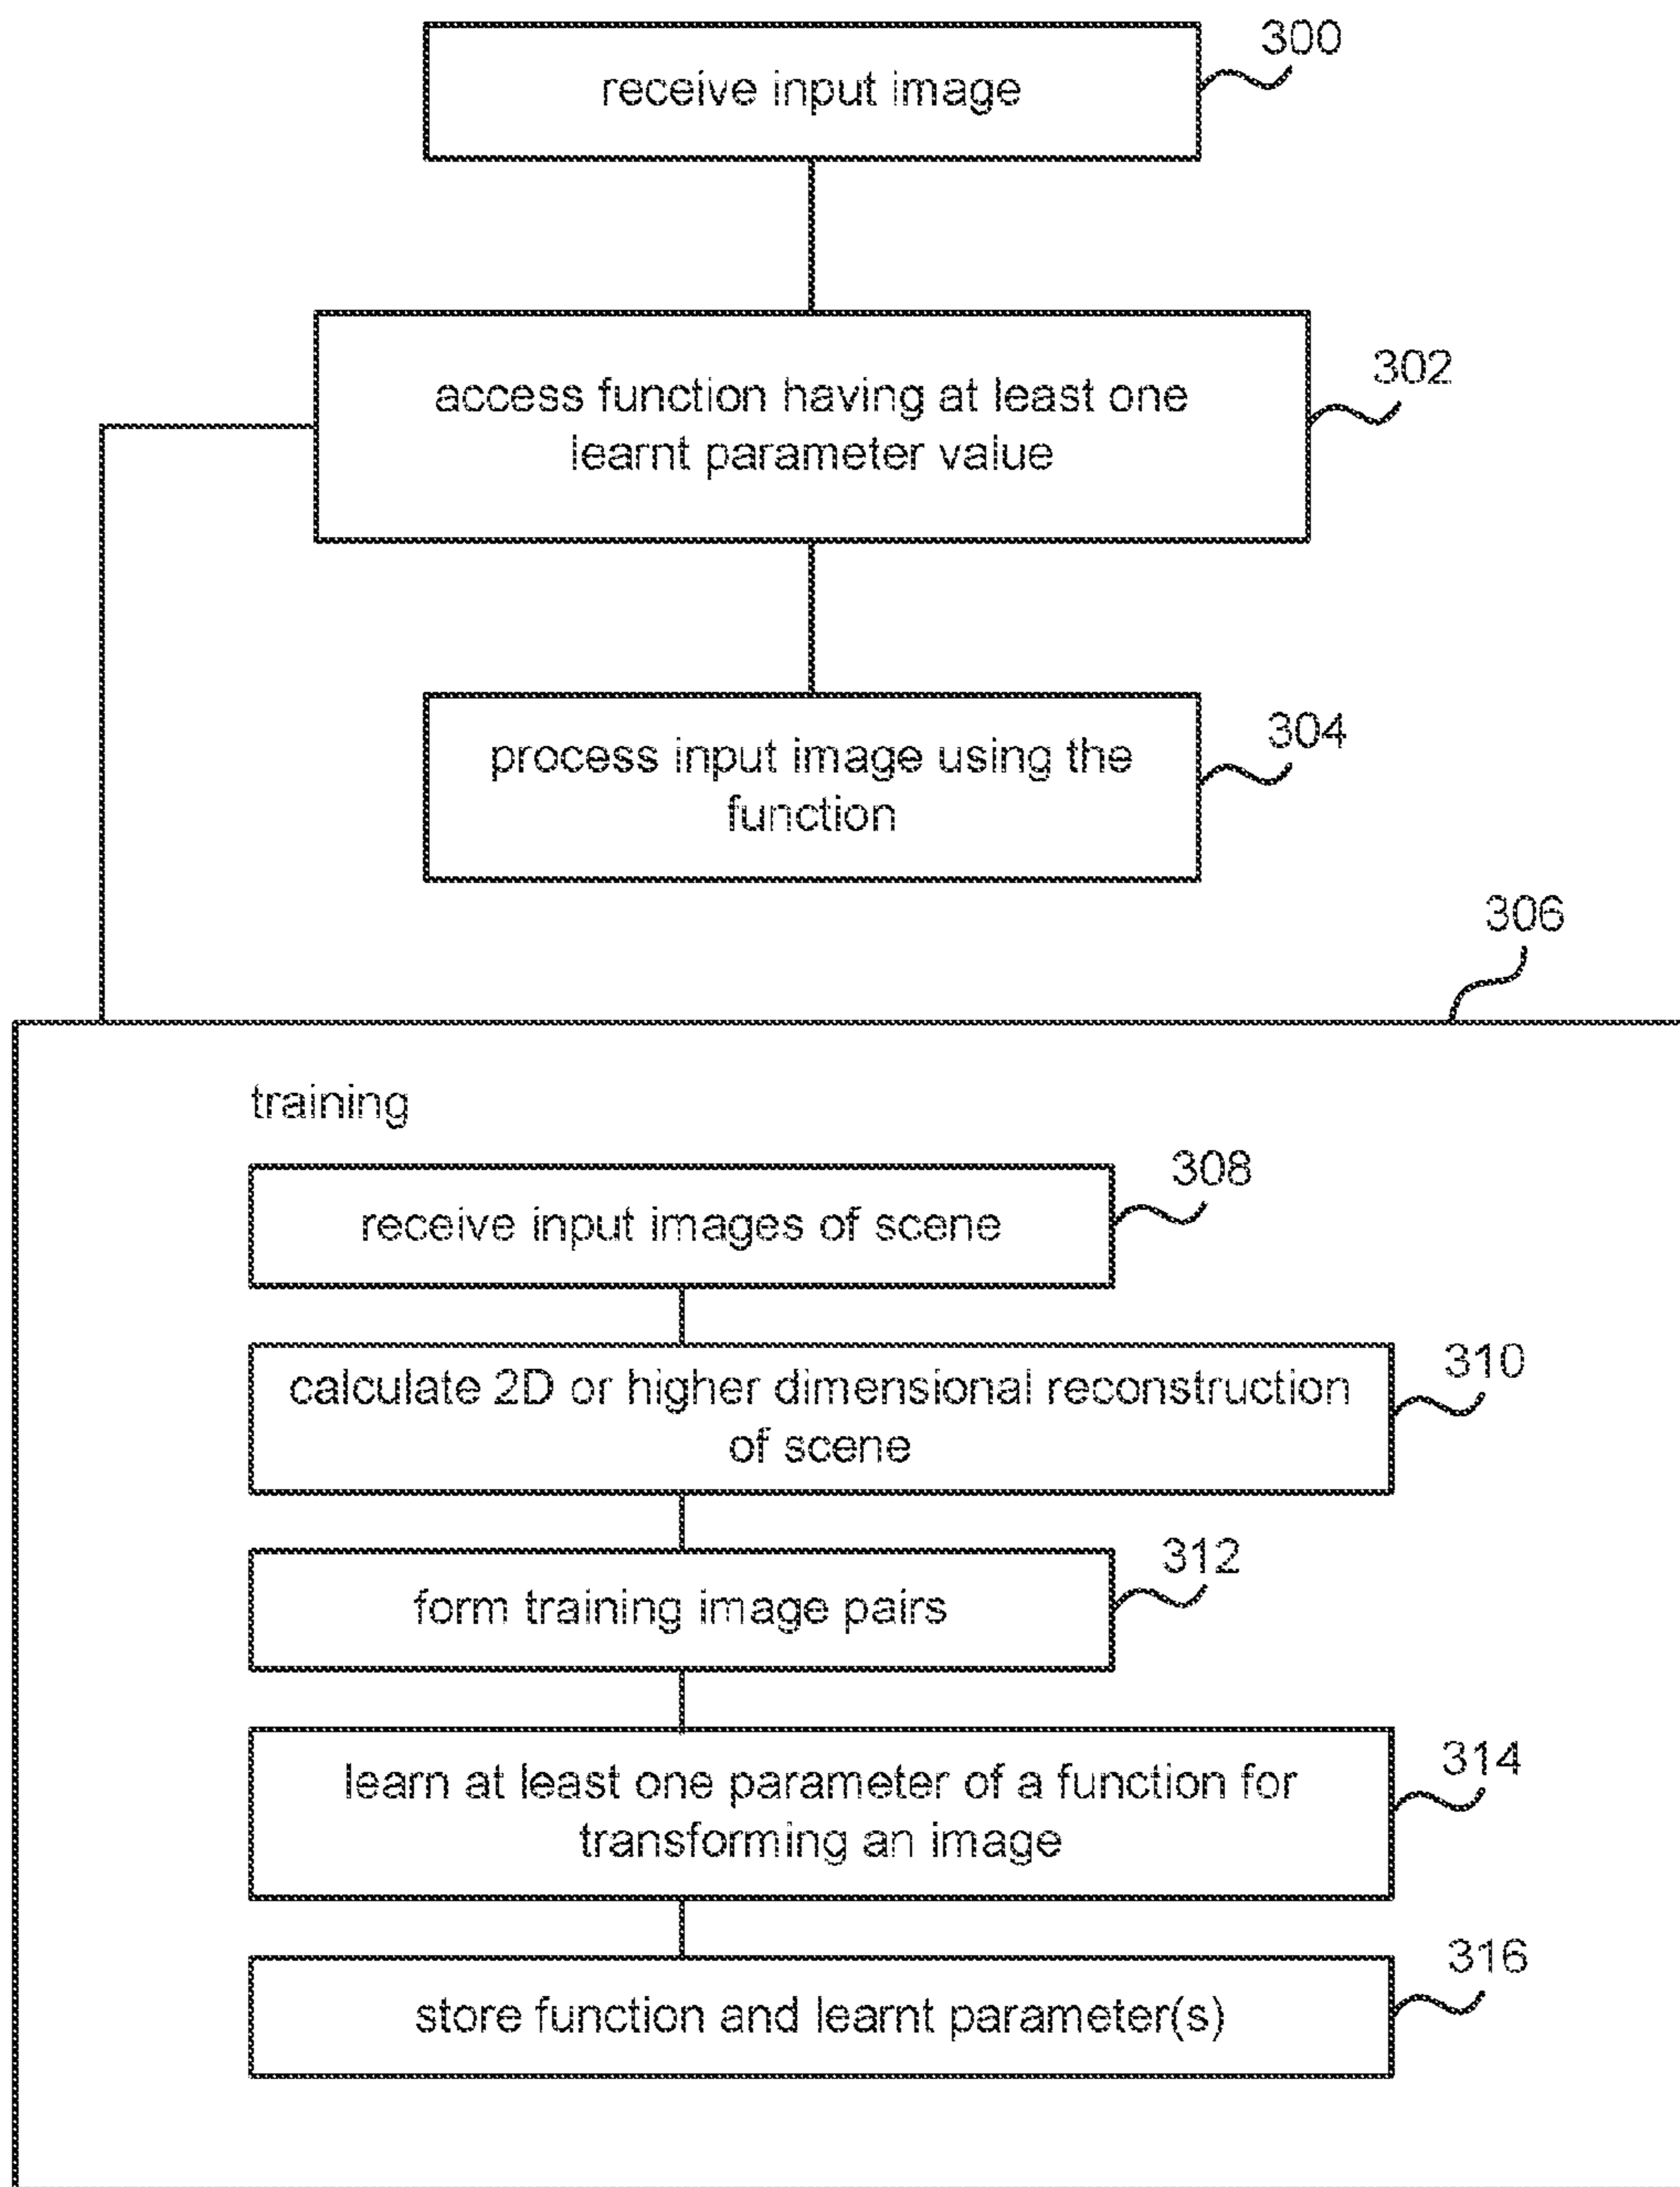 300
receive input image
302
access function having at least one
learnt parameter value
304
process input image using the
function
306
training
308
receive input images of scene
310
calculate 2D or higher dimensional reconstruction
of scene
312
form training image pairs
314
learn at least one parameter of a function for
transforming an image
316
store function and learnt parameter(s)